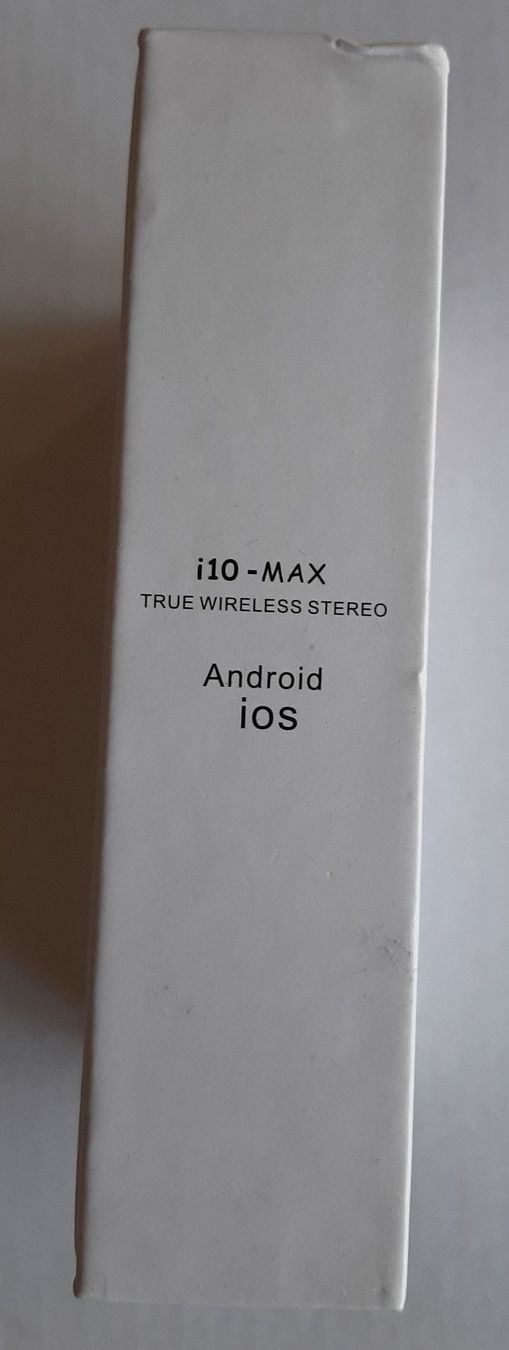 i10-MAX
TRUE WIRELESS STEREO
Android
ios